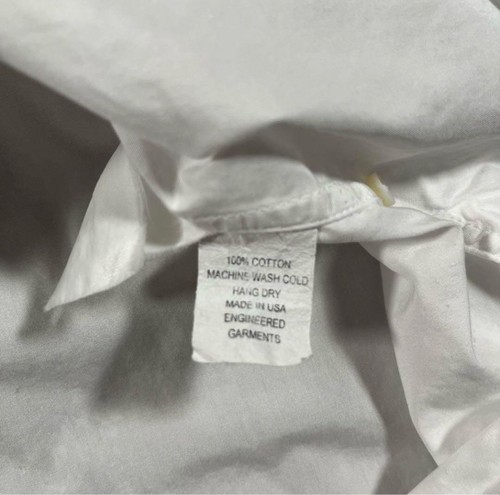 100% COTTON
MACHINE WASH COLD
HANG DRY
MADE IN USA
ENGINEERED
GARMENTS